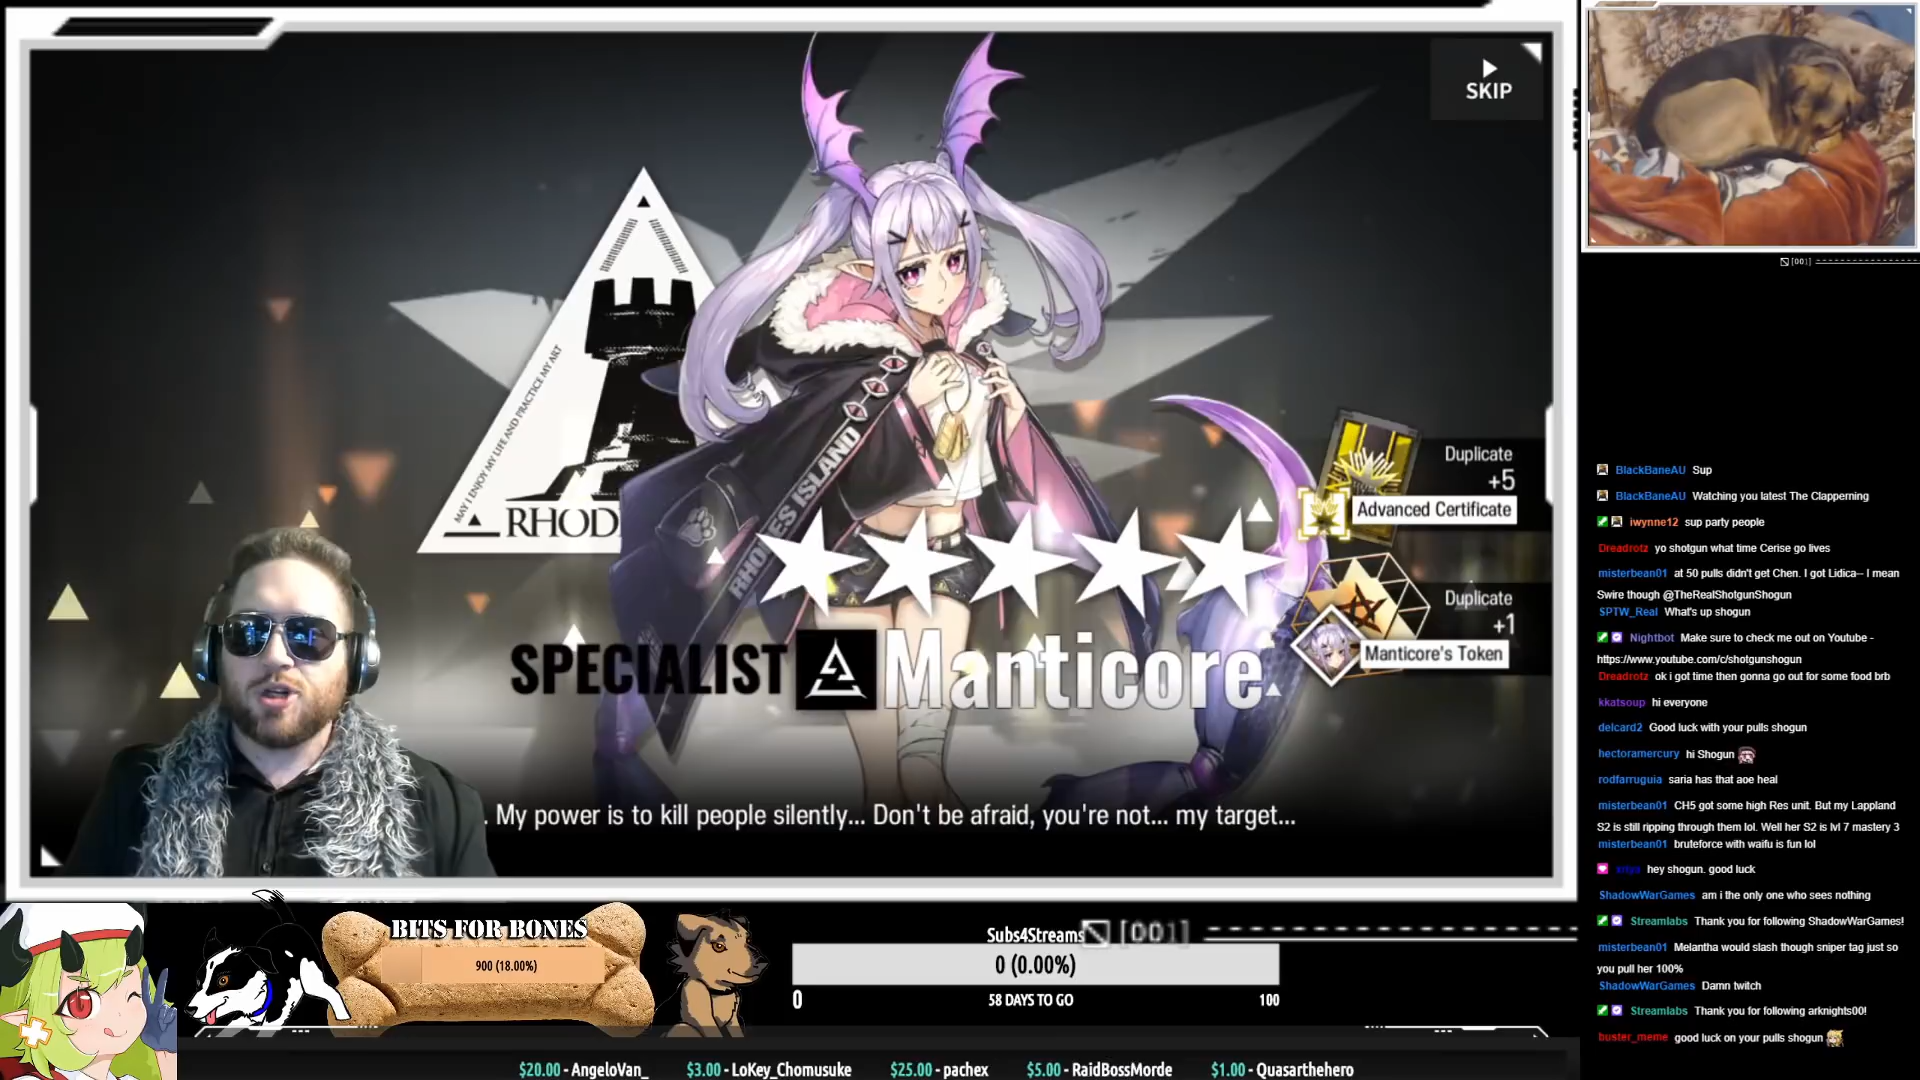 SKIP
MAY I ENJOY MY LIFE AND PRACTICE MY ART
RHOD
RHODES ISLAND
Duplicate
+5
Advanced Certificate
Duplicate
+1
Manticore's Token
SPECIALIST Manticore
. My power is to kill people silently... Don't be afraid, you're not... my target...
[001]
BlackBaneAU Sup
BlackBaneAU Watching you latest The Clapperning
iwynne12 sup party people
Dreadrotz yo shotgun what time Cerise go lives
misterbean01 at 50 pulls didn't get Chen. I got Lidica-- I mean
Swire though @TheRealShotgunShogun
SPTW_Real What's up shogun
Nightbot Make sure to check me out on Youtube -
https://www.youtube.com/c/shotgunshogun
Dreadrotz ok i got time then gonna go out for some food brb
kkatsoup hi everyone
delcard2 Good luck with your pulls shogun
hectoramercury hi Shogun
rodfarruguia saria has that aoe heal
misterbean01 CH5 got some high Res unit. But my Lappland
S2 is still ripping through them lol. Well her S2 is lvl 7 mastery 3
misterbean01 bruteforce with waifu is fun lol
hey shogun. good luck
ShadowWarGames am i the only one who sees nothing
Streamlabs Thank you for following ShadowWarGames!
misterbean01 Melantha would slash though sniper tag just so
you pull her 100%
ShadowWarGames Damn twitch
Streamlabs Thank you for following arknights00!
buster_meme good luck on your pulls shogun
BITS FOR BONES
900 (18.00%)
Subs4Streams
[001]
0 (0.00%)
0 58 DAYS TO GO 100
$20.00 - AngeloVan_ $3.00 - LoKey_Chomusuke $25.00 - pachex $5.00 - RaidBossMorde $1.00 - Quasarthehero